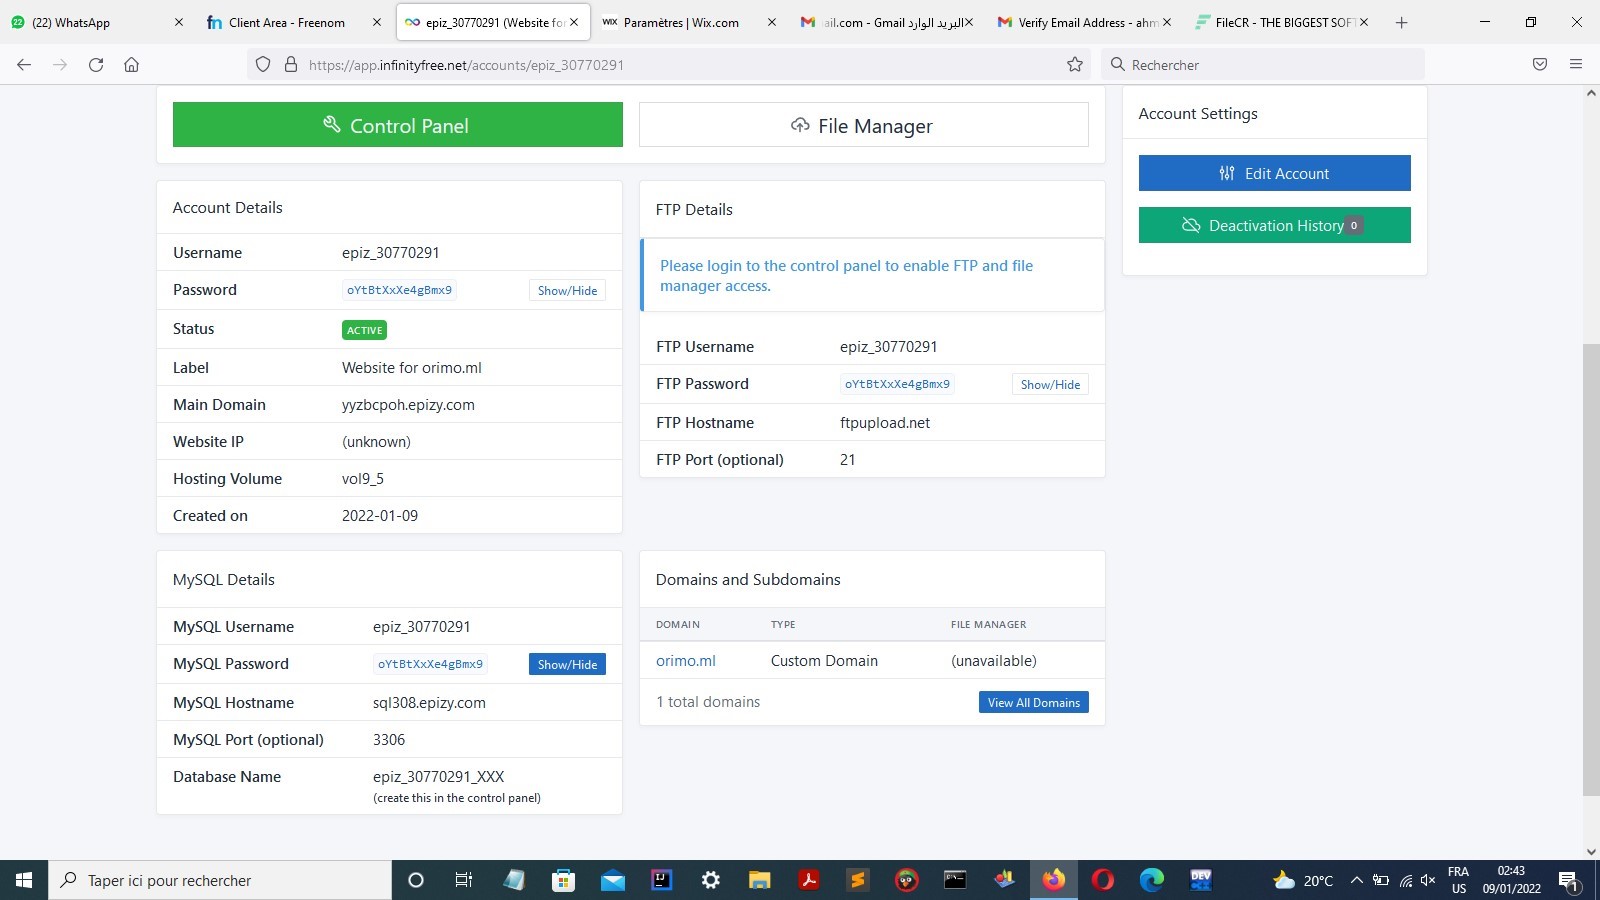 (22) WhatsApp
Client Area - Freenom
epiz_30770291 (Website for
WIX Paramètres | Wix.com
ail.com - Gmail البريد الوارد
Verify Email Address - ahm
FileCR - THE BIGGEST SOFT
https://app.infinityfree.net/accounts/epiz_30770291
Rechercher
Control Panel
File Manager
Account Settings
Edit Account
Deactivation History 0
Account Details
Username epiz_30770291
Password oYtBtXxXe4gBmx9 Show/Hide
Status ACTIVE
Label Website for orimo.ml
Main Domain yyzbcpoh.epizy.com
Website IP (unknown)
Hosting Volume vol9_5
Created on 2022-01-09
FTP Details
Please login to the control panel to enable FTP and file
manager access.
FTP Username epiz_30770291
FTP Password oYtBtXxXe4gBmx9 Show/Hide
FTP Hostname ftpupload.net
FTP Port (optional) 21
MySQL Details
MySQL Username epiz_30770291
MySQL Password oYtBtXxXe4gBmx9 Show/Hide
MySQL Hostname sql308.epizy.com
MySQL Port (optional) 3306
Database Name epiz_30770291_XXX
(create this in the control panel)
Domains and Subdomains
DOMAIN TYPE FILE MANAGER
orimo.ml Custom Domain (unavailable)
1 total domains View All Domains
Taper ici pour rechercher
DEV
20°C
FRA
US
02:43
09/01/2022
1